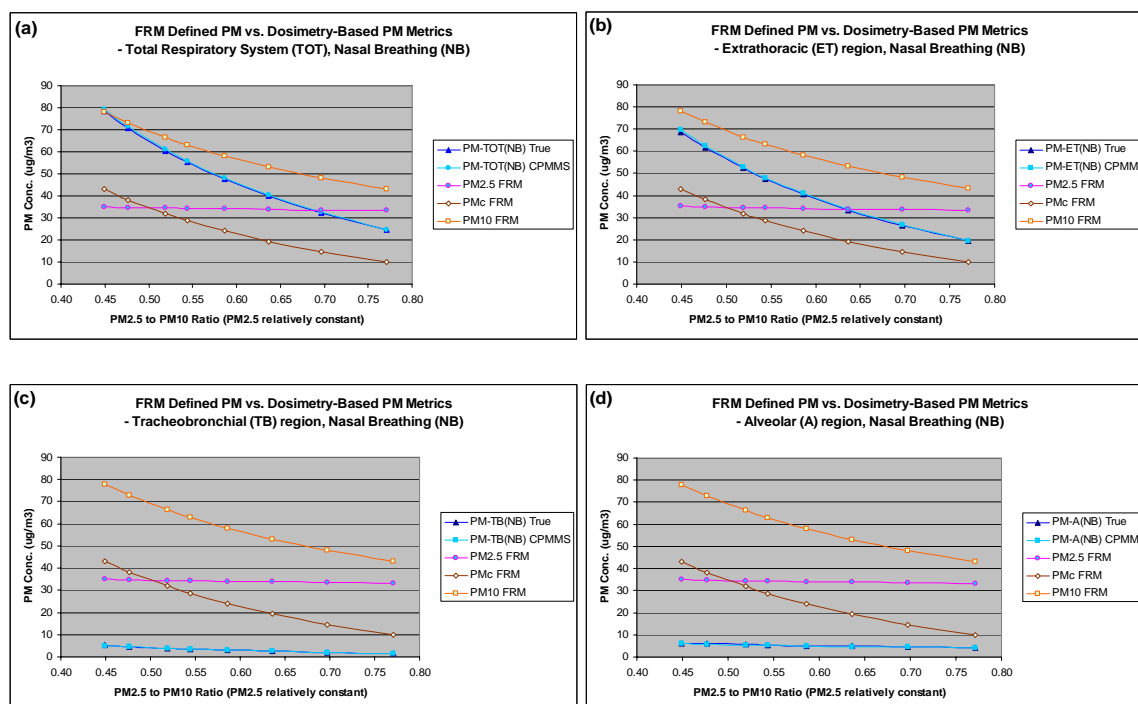 (a)
FRM Defined PM vs. Dosimetry-Based PM Metrics
- Total Respiratory System (TOT), Nasal Breathing (NB)
PM Conc. (ug/m3)
90
80
70
60
50
40
30
20
10
0
0.40 0.45 0.50 0.55 0.60 0.65 0.70 0.75 0.80
PM2.5 to PM10 Ratio (PM2.5 relatively constant)
PM-TOT(NB) True
PM-TOT(NB) CPMMS
PM2.5 FRM
PMc FRM
PM10 FRM
(b)
FRM Defined PM vs. Dosimetry-Based PM Metrics
- Extrathoracic (ET) region, Nasal Breathing (NB)
PM Conc. (ug/m3)
90
80
70
60
50
40
30
20
10
0
0.40 0.45 0.50 0.55 0.60 0.65 0.70 0.75 0.80
PM2.5 to PM10 Ratio (PM2.5 relatively constant)
PM-ET(NB) True
PM-ET(NB) CPMMS
PM2.5 FRM
PMc FRM
PM10 FRM
(c)
FRM Defined PM vs. Dosimetry-Based PM Metrics
- Tracheobronchial (TB) region, Nasal Breathing (NB)
PM Conc. (ug/m3)
90
80
70
60
50
40
30
20
10
0
0.40 0.45 0.50 0.55 0.60 0.65 0.70 0.75 0.80
PM2.5 to PM10 Ratio (PM2.5 relatively constant)
PM-TB(NB) True
PM-TB(NB) CPMMS
PM2.5 FRM
PMc FRM
PM10 FRM
(d)
FRM Defined PM vs. Dosimetry-Based PM Metrics
- Alveolar (A) region, Nasal Breathing (NB)
PM Conc. (ug/m3)
90
80
70
60
50
40
30
20
10
0
0.40 0.45 0.50 0.55 0.60 0.65 0.70 0.75 0.80
PM2.5 to PM10 Ratio (PM2.5 relatively constant)
PM-A(NB) True
PM-A(NB) CPMMS
PM2.5 FRM
PMc FRM
PM10 FRM